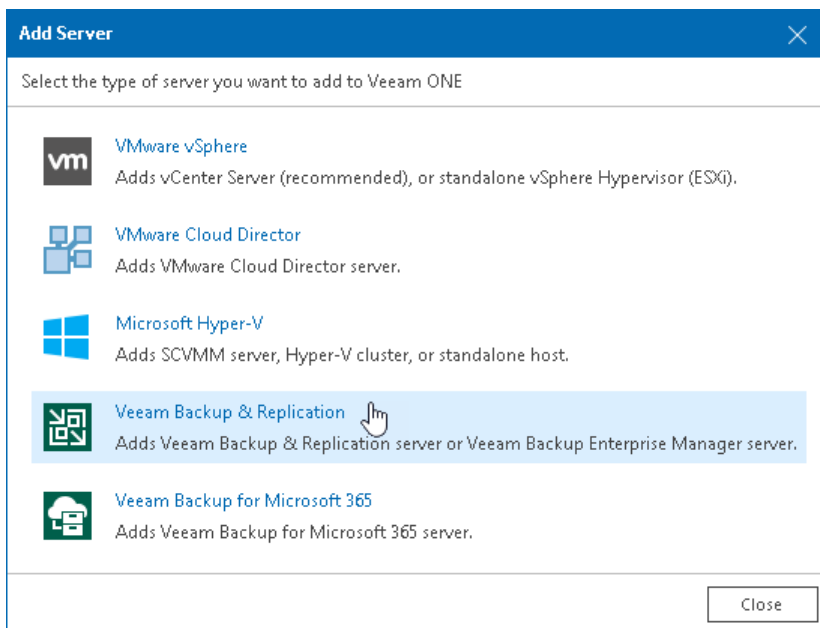 Add Server
Select the type of server you want to add to Veeam ONE
vm
VMware vSphere
Adds vCenter Server (recommended), or standalone vSphere Hypervisor (ESXi).
VMware Cloud Director
Adds VMware Cloud Director server.
Microsoft Hyper-V
Adds SCVMM server, Hyper-V cluster, or standalone host.
Veeam Backup & Replication
Adds Veeam Backup & Replication server or Veeam Backup Enterprise Manager server.
Veeam Backup for Microsoft 365
Adds Veeam Backup for Microsoft 365 server.
Close